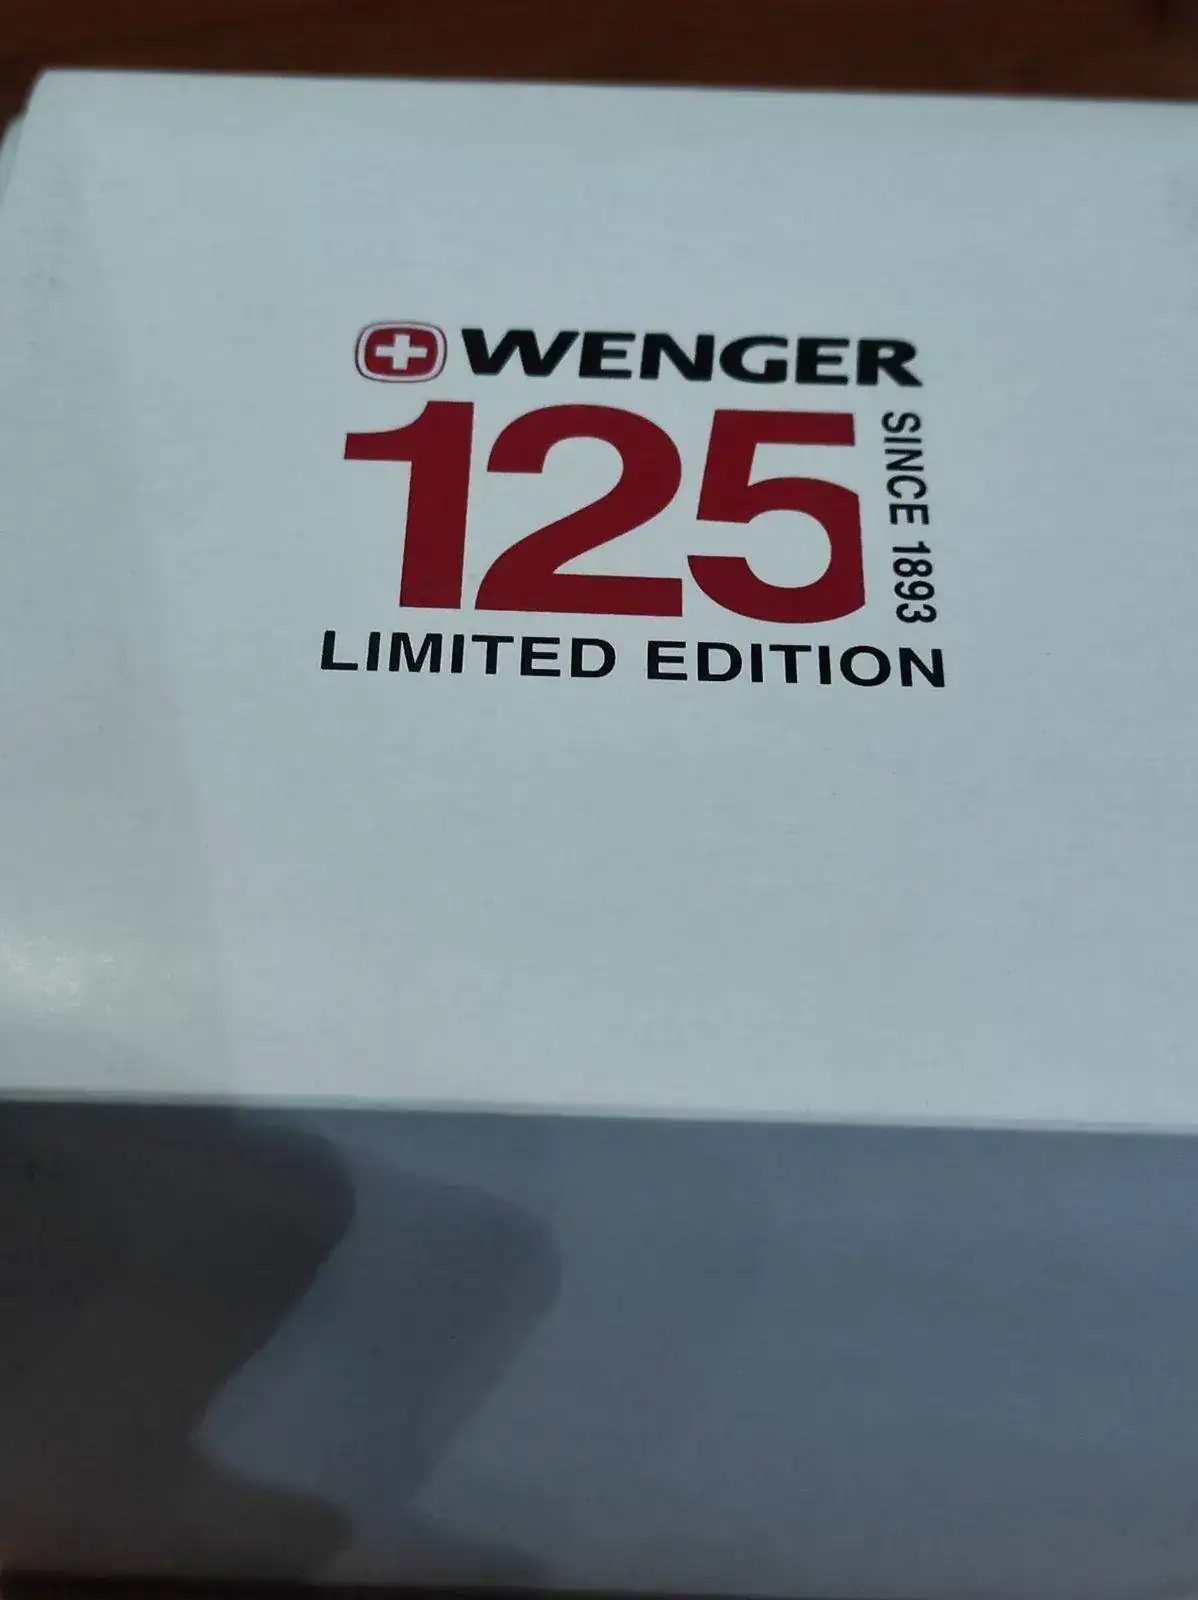 WENGER
125
SINCE 1893
LIMITED EDITION